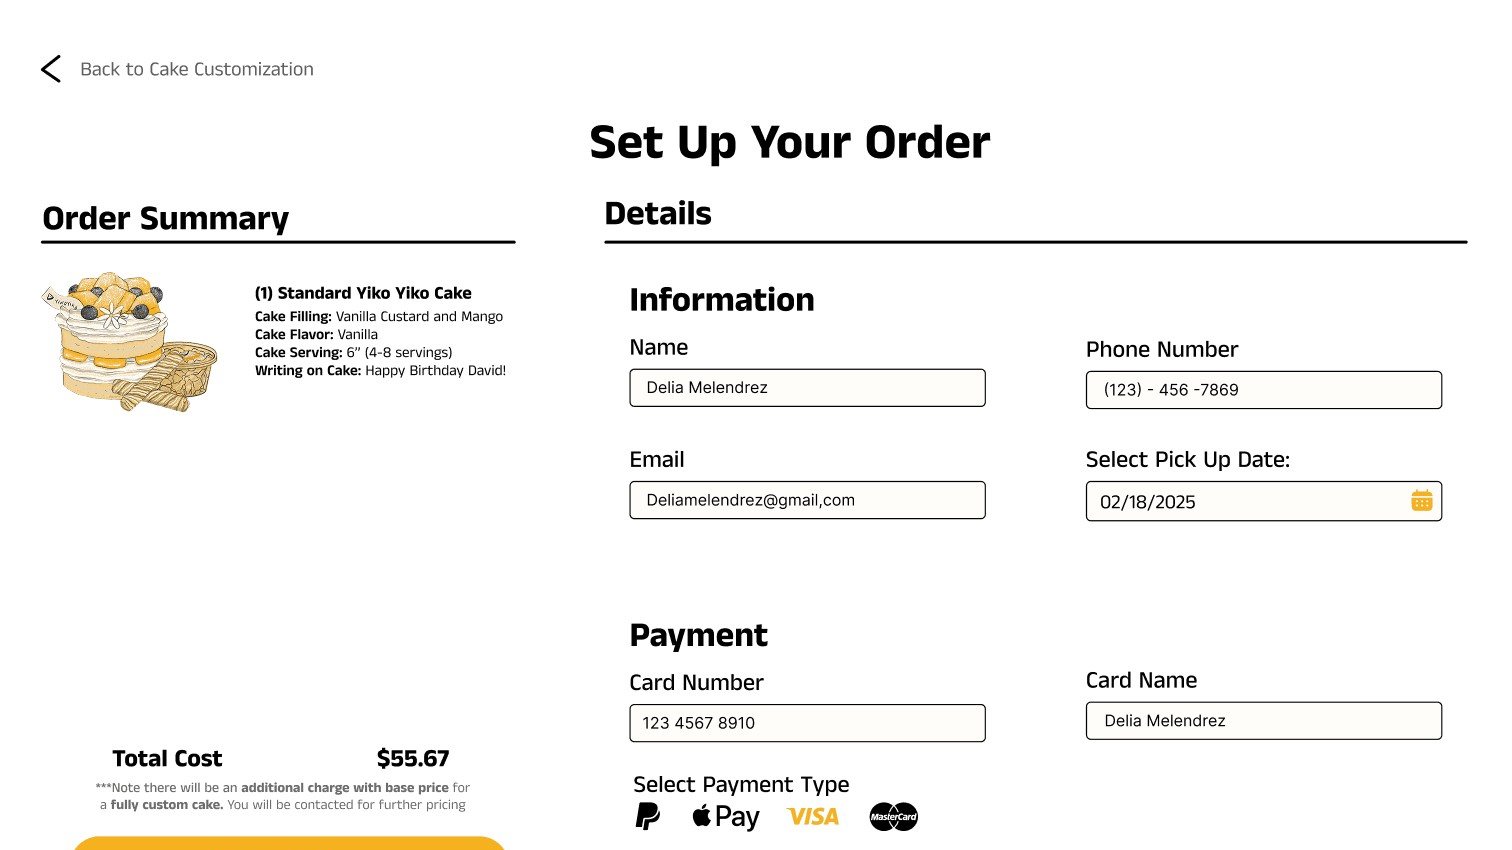 Back to Cake Customization
Set Up Your Order
Order Summary
(1) Standard Yiko Yiko Cake
Cake Filling: Vanilla Custard and Mango
Cake Flavor: Vanilla
Cake Serving: 6” (4-8 servings)
Writing on Cake: Happy Birthday David!
Total Cost $55.67
***Note there will be an additional charge with base price for
a fully custom cake. You will be contacted for further pricing
Details
Information
Name
Delia Melendrez
Phone Number
(123) - 456 -7869
Email
Deliamelendrez@gmail,com
Select Pick Up Date:
02/18/2025
Payment
Card Number
123 4567 8910
Card Name
Delia Melendrez
Select Payment Type
Pay
VISA
MasterCard